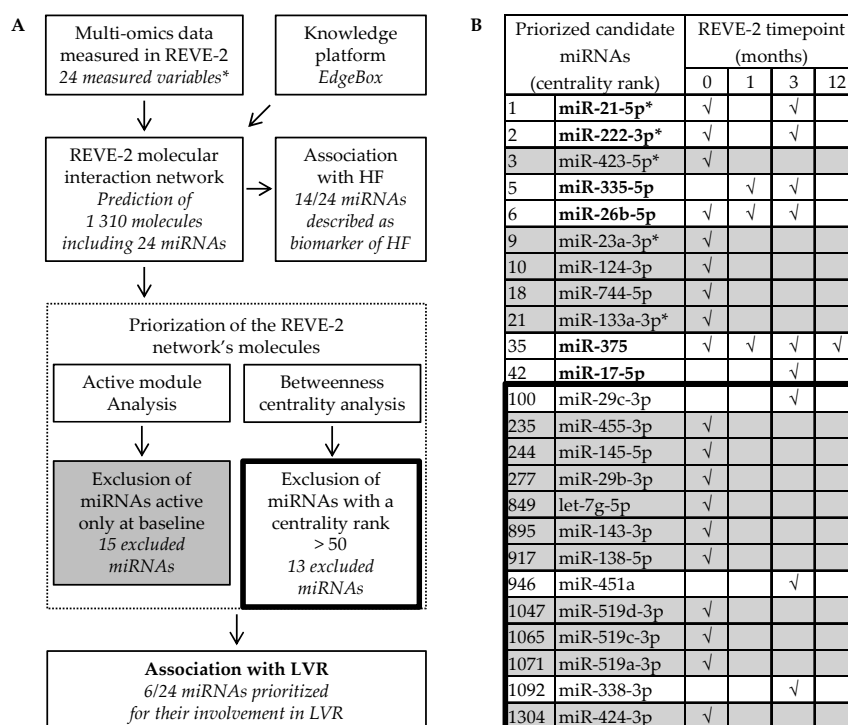 A
Multi-omics data
measured in REVE-2
24 measured variables*
Knowledge
platform
EdgeBox
REVE-2 molecular
interaction network
Prediction of
1 310 molecules
including 24 miRNAs
Association
with HF
14/24 miRNAs
described as
biomarker of HF
Priorization of the REVE-2
network's molecules
Active module
Analysis
Betweenness
centrality analysis
Exclusion of
miRNAs active
only at baseline
15 excluded
miRNAs
Exclusion of
miRNAs with a
centrality rank
> 50
13 excluded
miRNAs
Association with LVR
6/24 miRNAs prioritized
for their involvement in LVR
B
Priorized candidate
miRNAs
(centrality rank)
REVE-2 timepoint
(months)
0 1 3 12
1 miR-21-5p* √ √
2 miR-222-3p* √ √
3 miR-423-5p* √
5 miR-335-5p √ √
6 miR-26b-5p √ √ √
9 miR-23a-3p* √
10 miR-124-3p √
18 miR-744-5p √
21 miR-133a-3p* √
35 miR-375 √ √ √ √
42 miR-17-5p √
100 miR-29c-3p √
235 miR-455-3p √
244 miR-145-5p √
277 miR-29b-3p √
849 let-7g-5p √
895 miR-143-3p √
917 miR-138-5p √
946 miR-451a √
1047 miR-519d-3p √
1065 miR-519c-3p √
1071 miR-519a-3p √
1092 miR-338-3p √
1304 miR-424-3p √